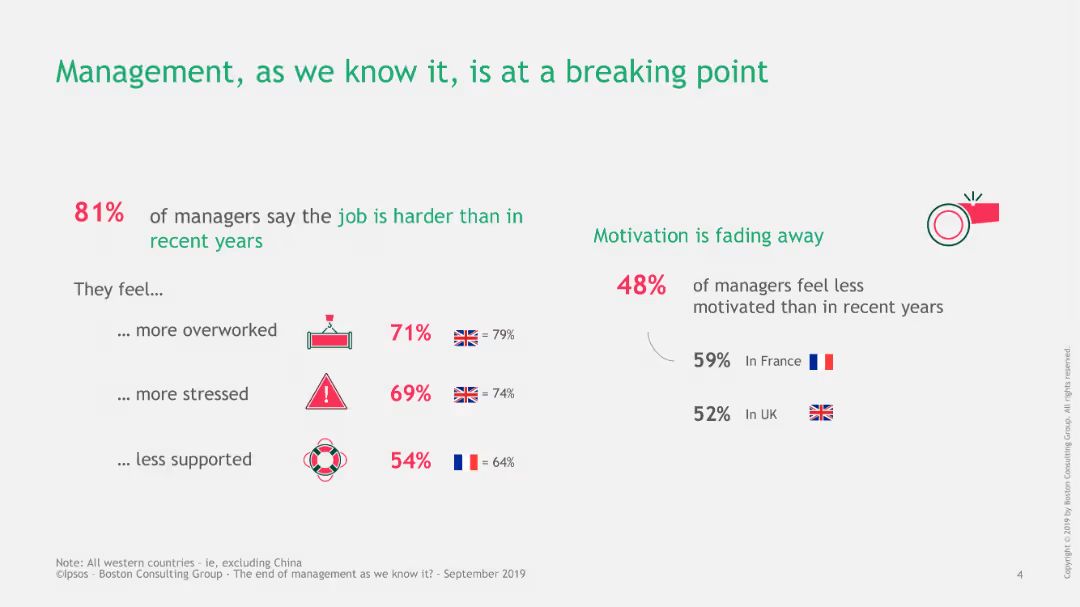 Management, as we know it, is at a breaking point
81% of managers say the job is harder than in
recent years
They feel…
… more overworked 71% = 79%
… more stressed 69% = 74%
… less supported 54% = 64%
Motivation is fading away
48% of managers feel less
motivated than in recent years
59% In France
52% In UK
Note: All western countries - ie, excluding China
©Ipsos - Boston Consulting Group - The end of management as we know it? - September 2019
4
Copyright © 2019 by Boston Consulting Group. All rights reserved.